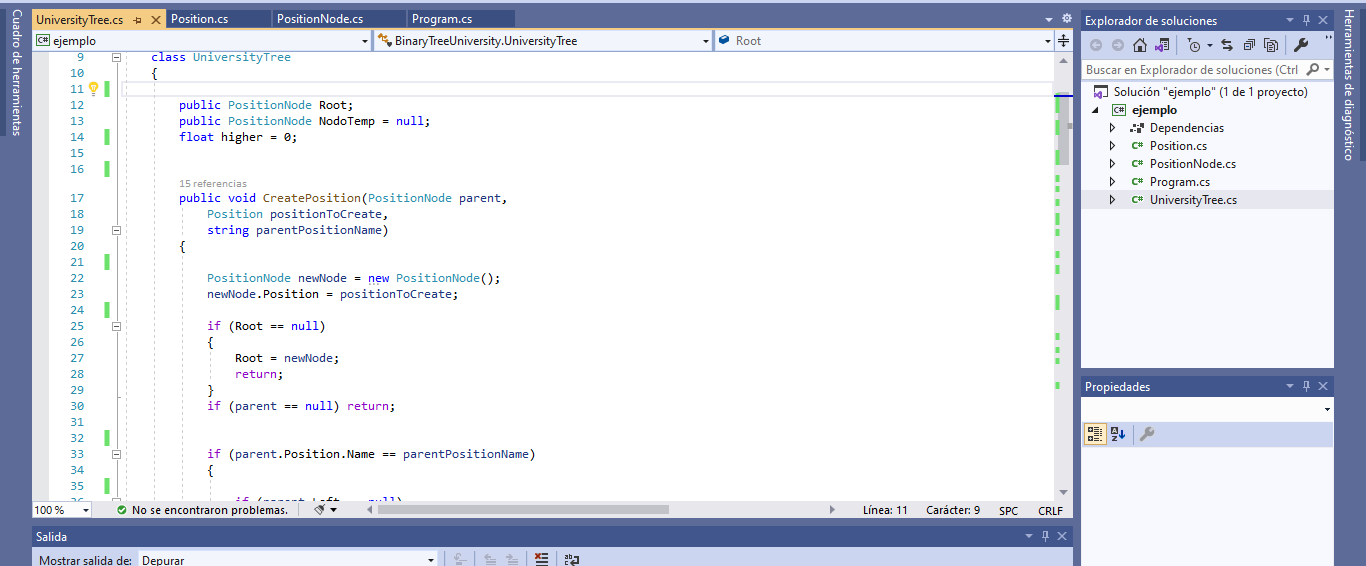 Cuadro de herramientas
UniversityTree.cs
Position.cs
PositionNode.cs
Program.cs
ejemplo
BinaryTreeUniversity.UniversityTree
Root
9 class UniversityTree
10 {
11
12 public PositionNode Root;
13 public PositionNode NodoTemp = null;
14 float higher = 0;
15
16
15 referencias
17 public void CreatePosition(PositionNode parent,
18 Position positionToCreate,
19 string parentPositionName)
20 {
21
22 PositionNode newNode = new PositionNode();
23 newNode.Position = positionToCreate;
24
25 if (Root == null)
26 {
27 Root = newNode;
28 return;
29 }
30 if (parent == null) return;
31
32
33 if (parent.Position.Name == parentPositionName)
34 {
35
100 %
No se encontraron problemas.
Línea: 11
Carácter: 9
SPC
CRLF
Salida
Mostrar salida de:
Depurar
Explorador de soluciones
Buscar en Explorador de soluciones (Ctrl
Solución "ejemplo" (1 de 1 proyecto)
C# ejemplo
Dependencias
C# Position.cs
C# PositionNode.cs
C# Program.cs
C# UniversityTree.cs
Propiedades
Herramientas de diagnóstico